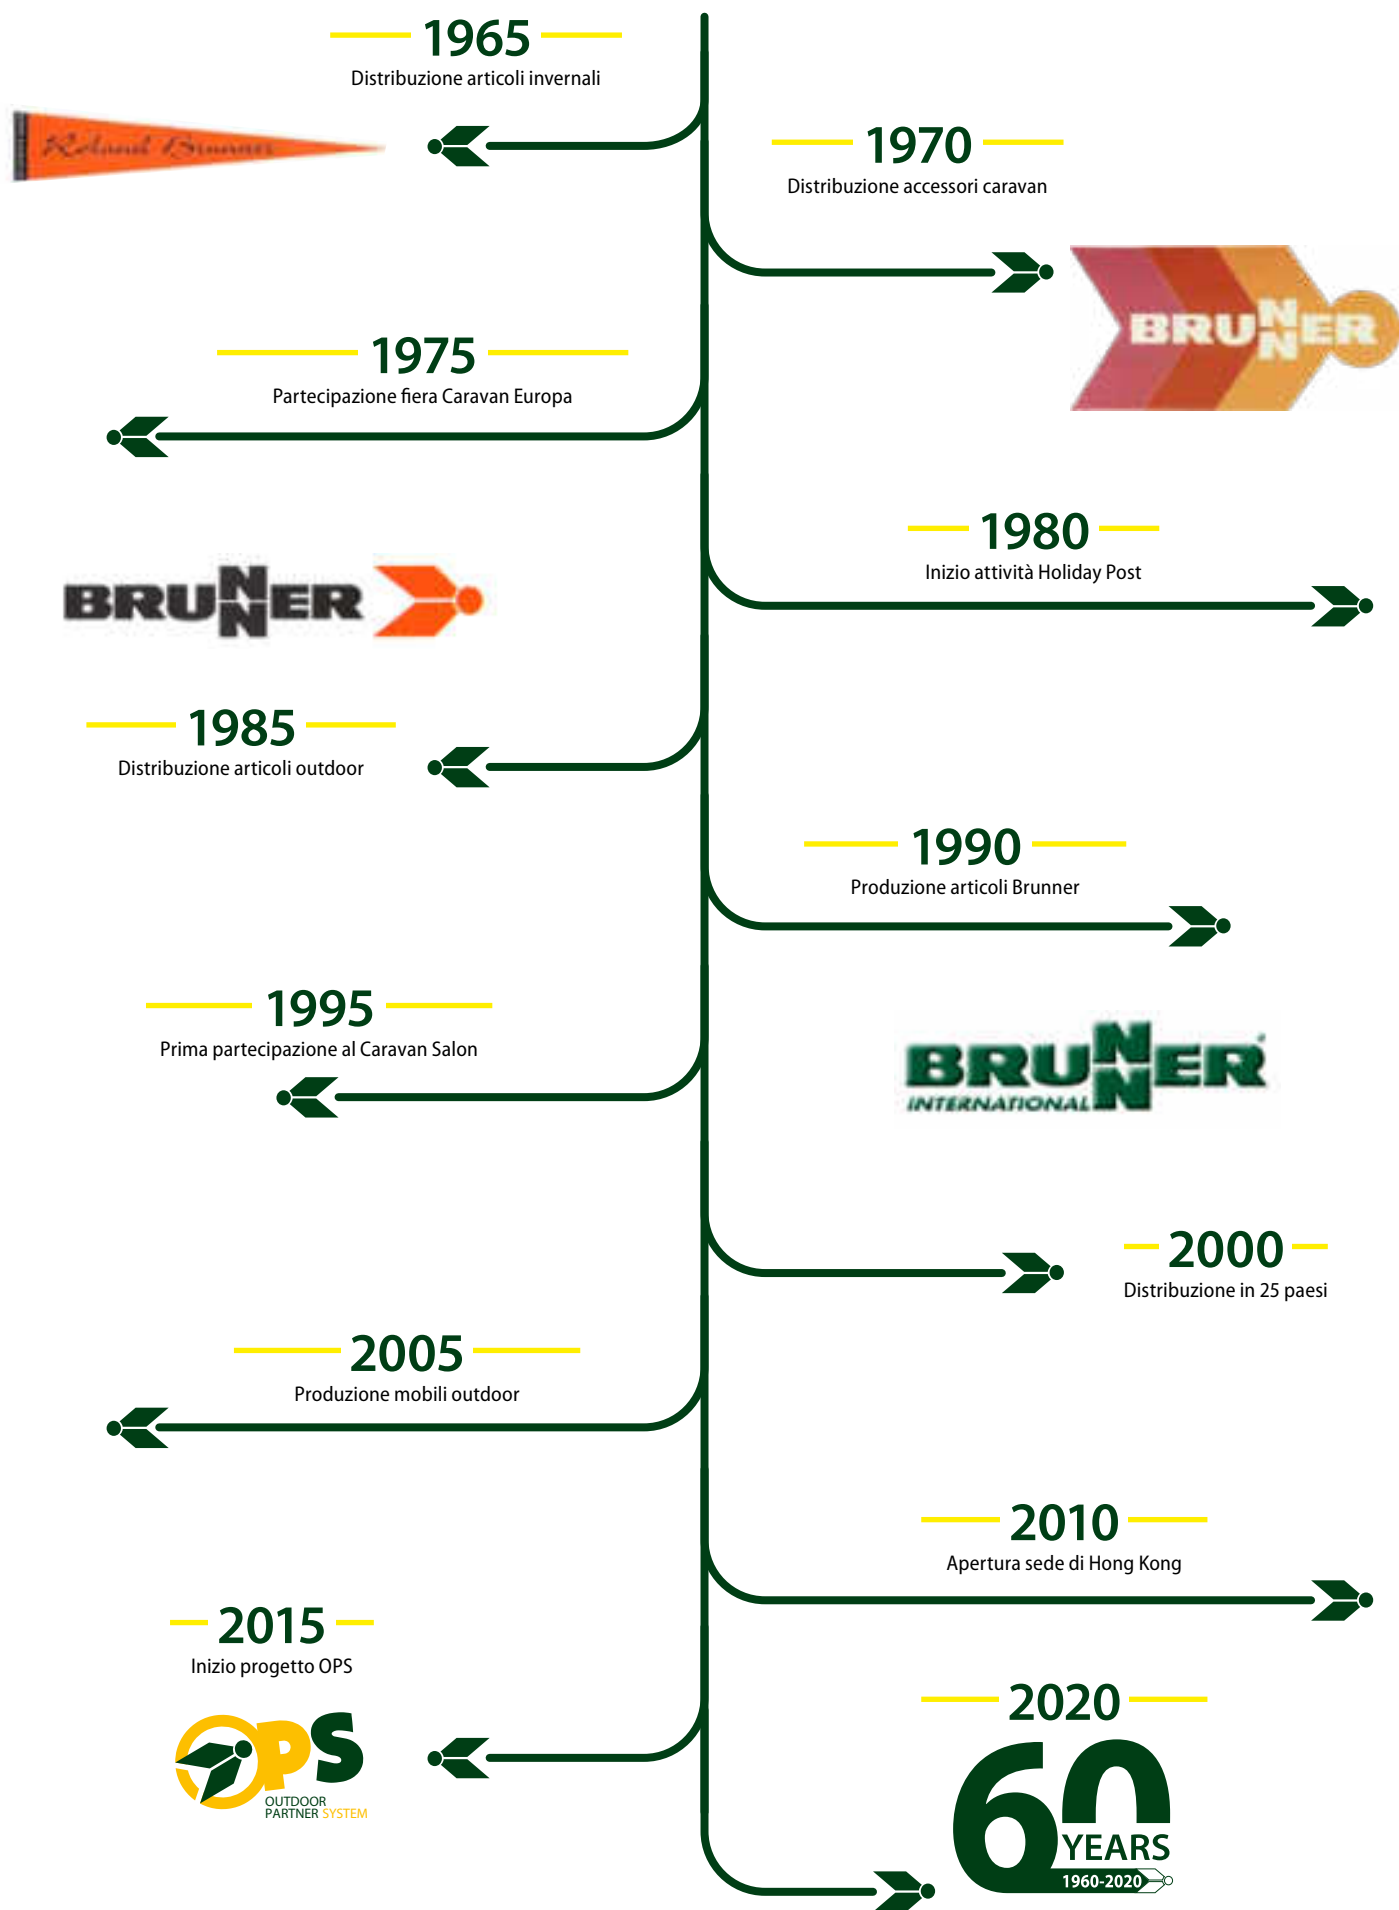 1965
Distribuzione articoli invernali
Roland Brunner
1970
Distribuzione accessori caravan
BRUNNER
1975
Partecipazione fiera Caravan Europa
1980
Inizio attività Holiday Post
BRUNNER
1985
Distribuzione articoli outdoor
1990
Produzione articoli Brunner
1995
Prima partecipazione al Caravan Salon
BRUNNER
INTERNATIONAL
2000
Distribuzione in 25 paesi
2005
Produzione mobili outdoor
2010
Apertura sede di Hong Kong
2015
Inizio progetto OPS
OPS
OUTDOOR
PARTNER SYSTEM
2020
60
YEARS
1960-2020